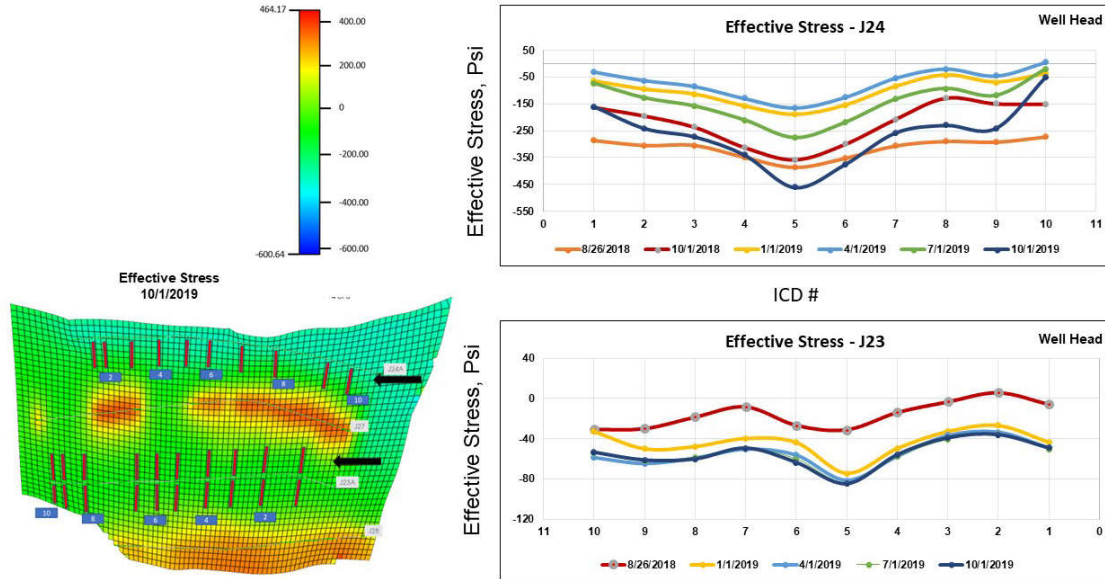 464.17
400.00
200.00
0
-200.00
-400.00
-600.00
-600.64
Effective Stress
10/1/2019
2
4
6
8
10
J24A
J27
J23A
10
8
6
4
2
J28
Effective Stress - J24
Well Head
Effective Stress, Psi
50
-50
-150
-250
-350
-450
-550
0 1 2 3 4 5 6 7 8 9 10 11
8/26/2018 10/1/2018 1/1/2019 4/1/2019 7/1/2019 10/1/2019
ICD #
Effective Stress - J23
Well Head
Effective Stress, Psi
40
0
-40
-80
-120
11 10 9 8 7 6 5 4 3 2 1 0
8/26/2018 1/1/2019 4/1/2019 7/1/2019 10/1/2019